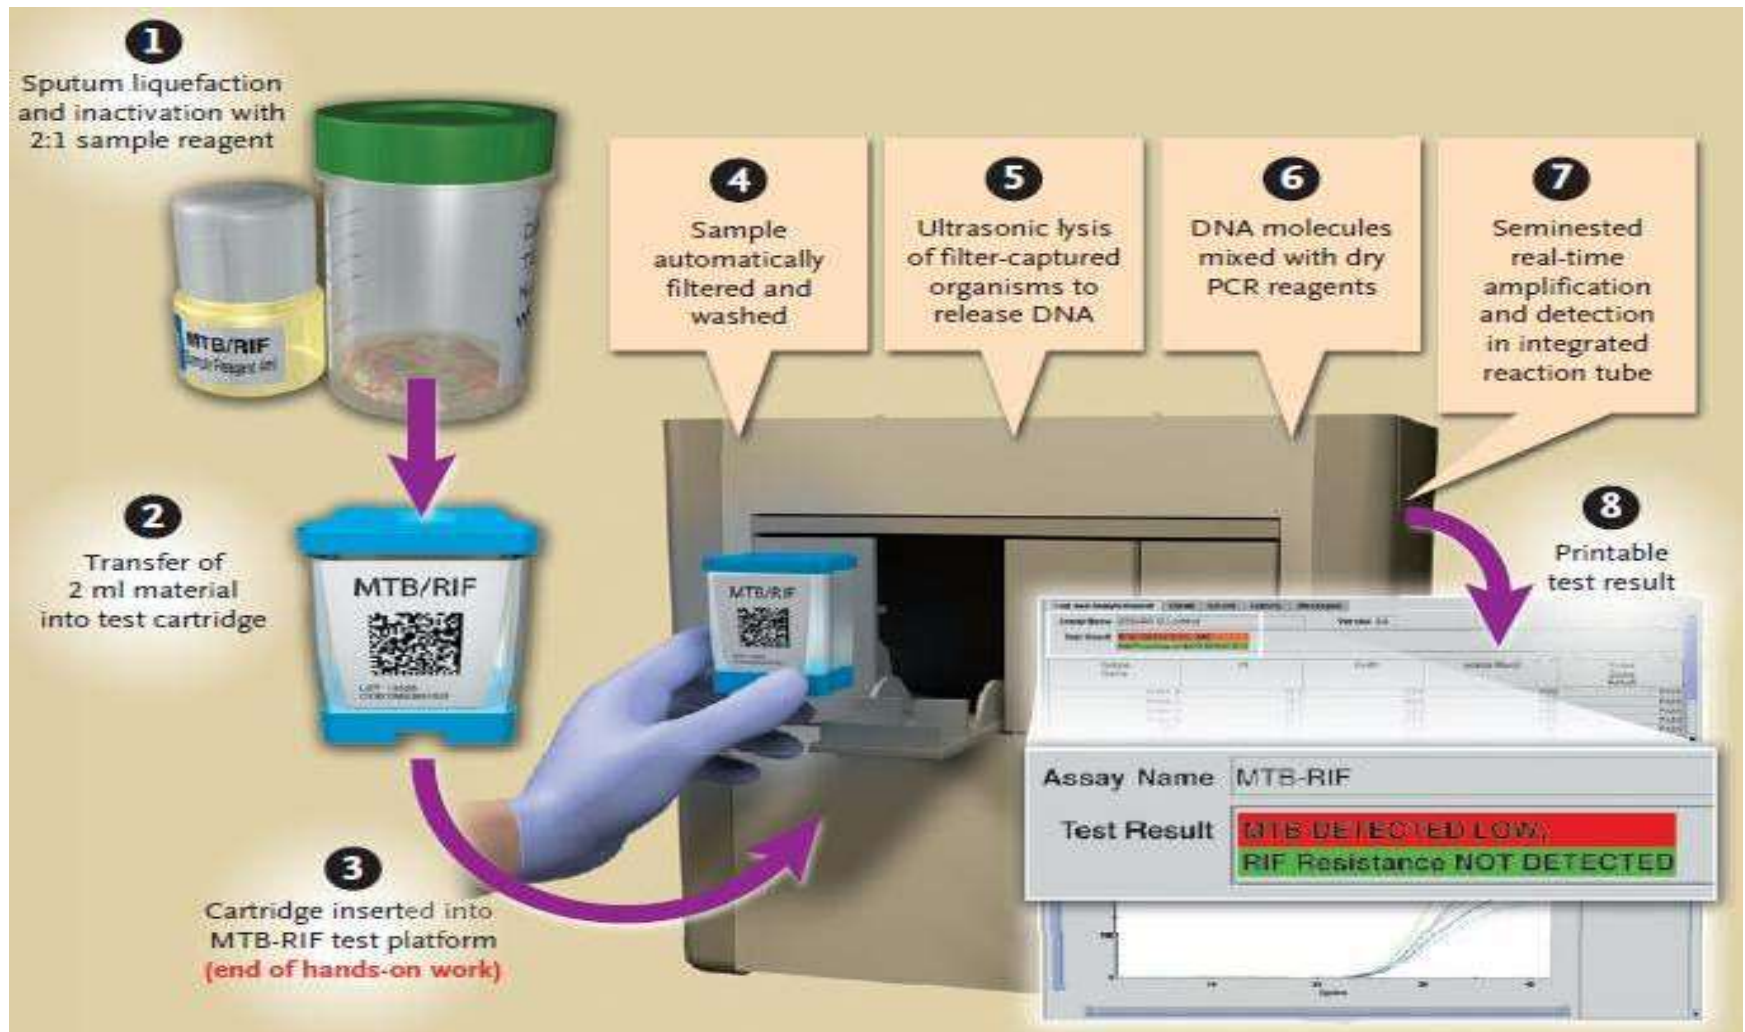 1
Sputum liquefaction
and inactivation with
2:1 sample reagent
MTB/RIF
Sample Reagent
2
Transfer of
2 ml material
into test cartridge
MTB/RIF
3
Cartridge inserted into
MTB-RIF test platform
(end of hands-on work)
4
Sample
automatically
filtered and
washed
5
Ultrasonic lysis
of filter-captured
organisms to
release DNA
6
DNA molecules
mixed with dry
PCR reagents
7
Seminested
real-time
amplification
and detection
in integrated
reaction tube
MTB/RIF
8
Printable
test result
Assay Name MTB-RIF
Test Result MTB DETECTED LOW;
RIF Resistance NOT DETECTED